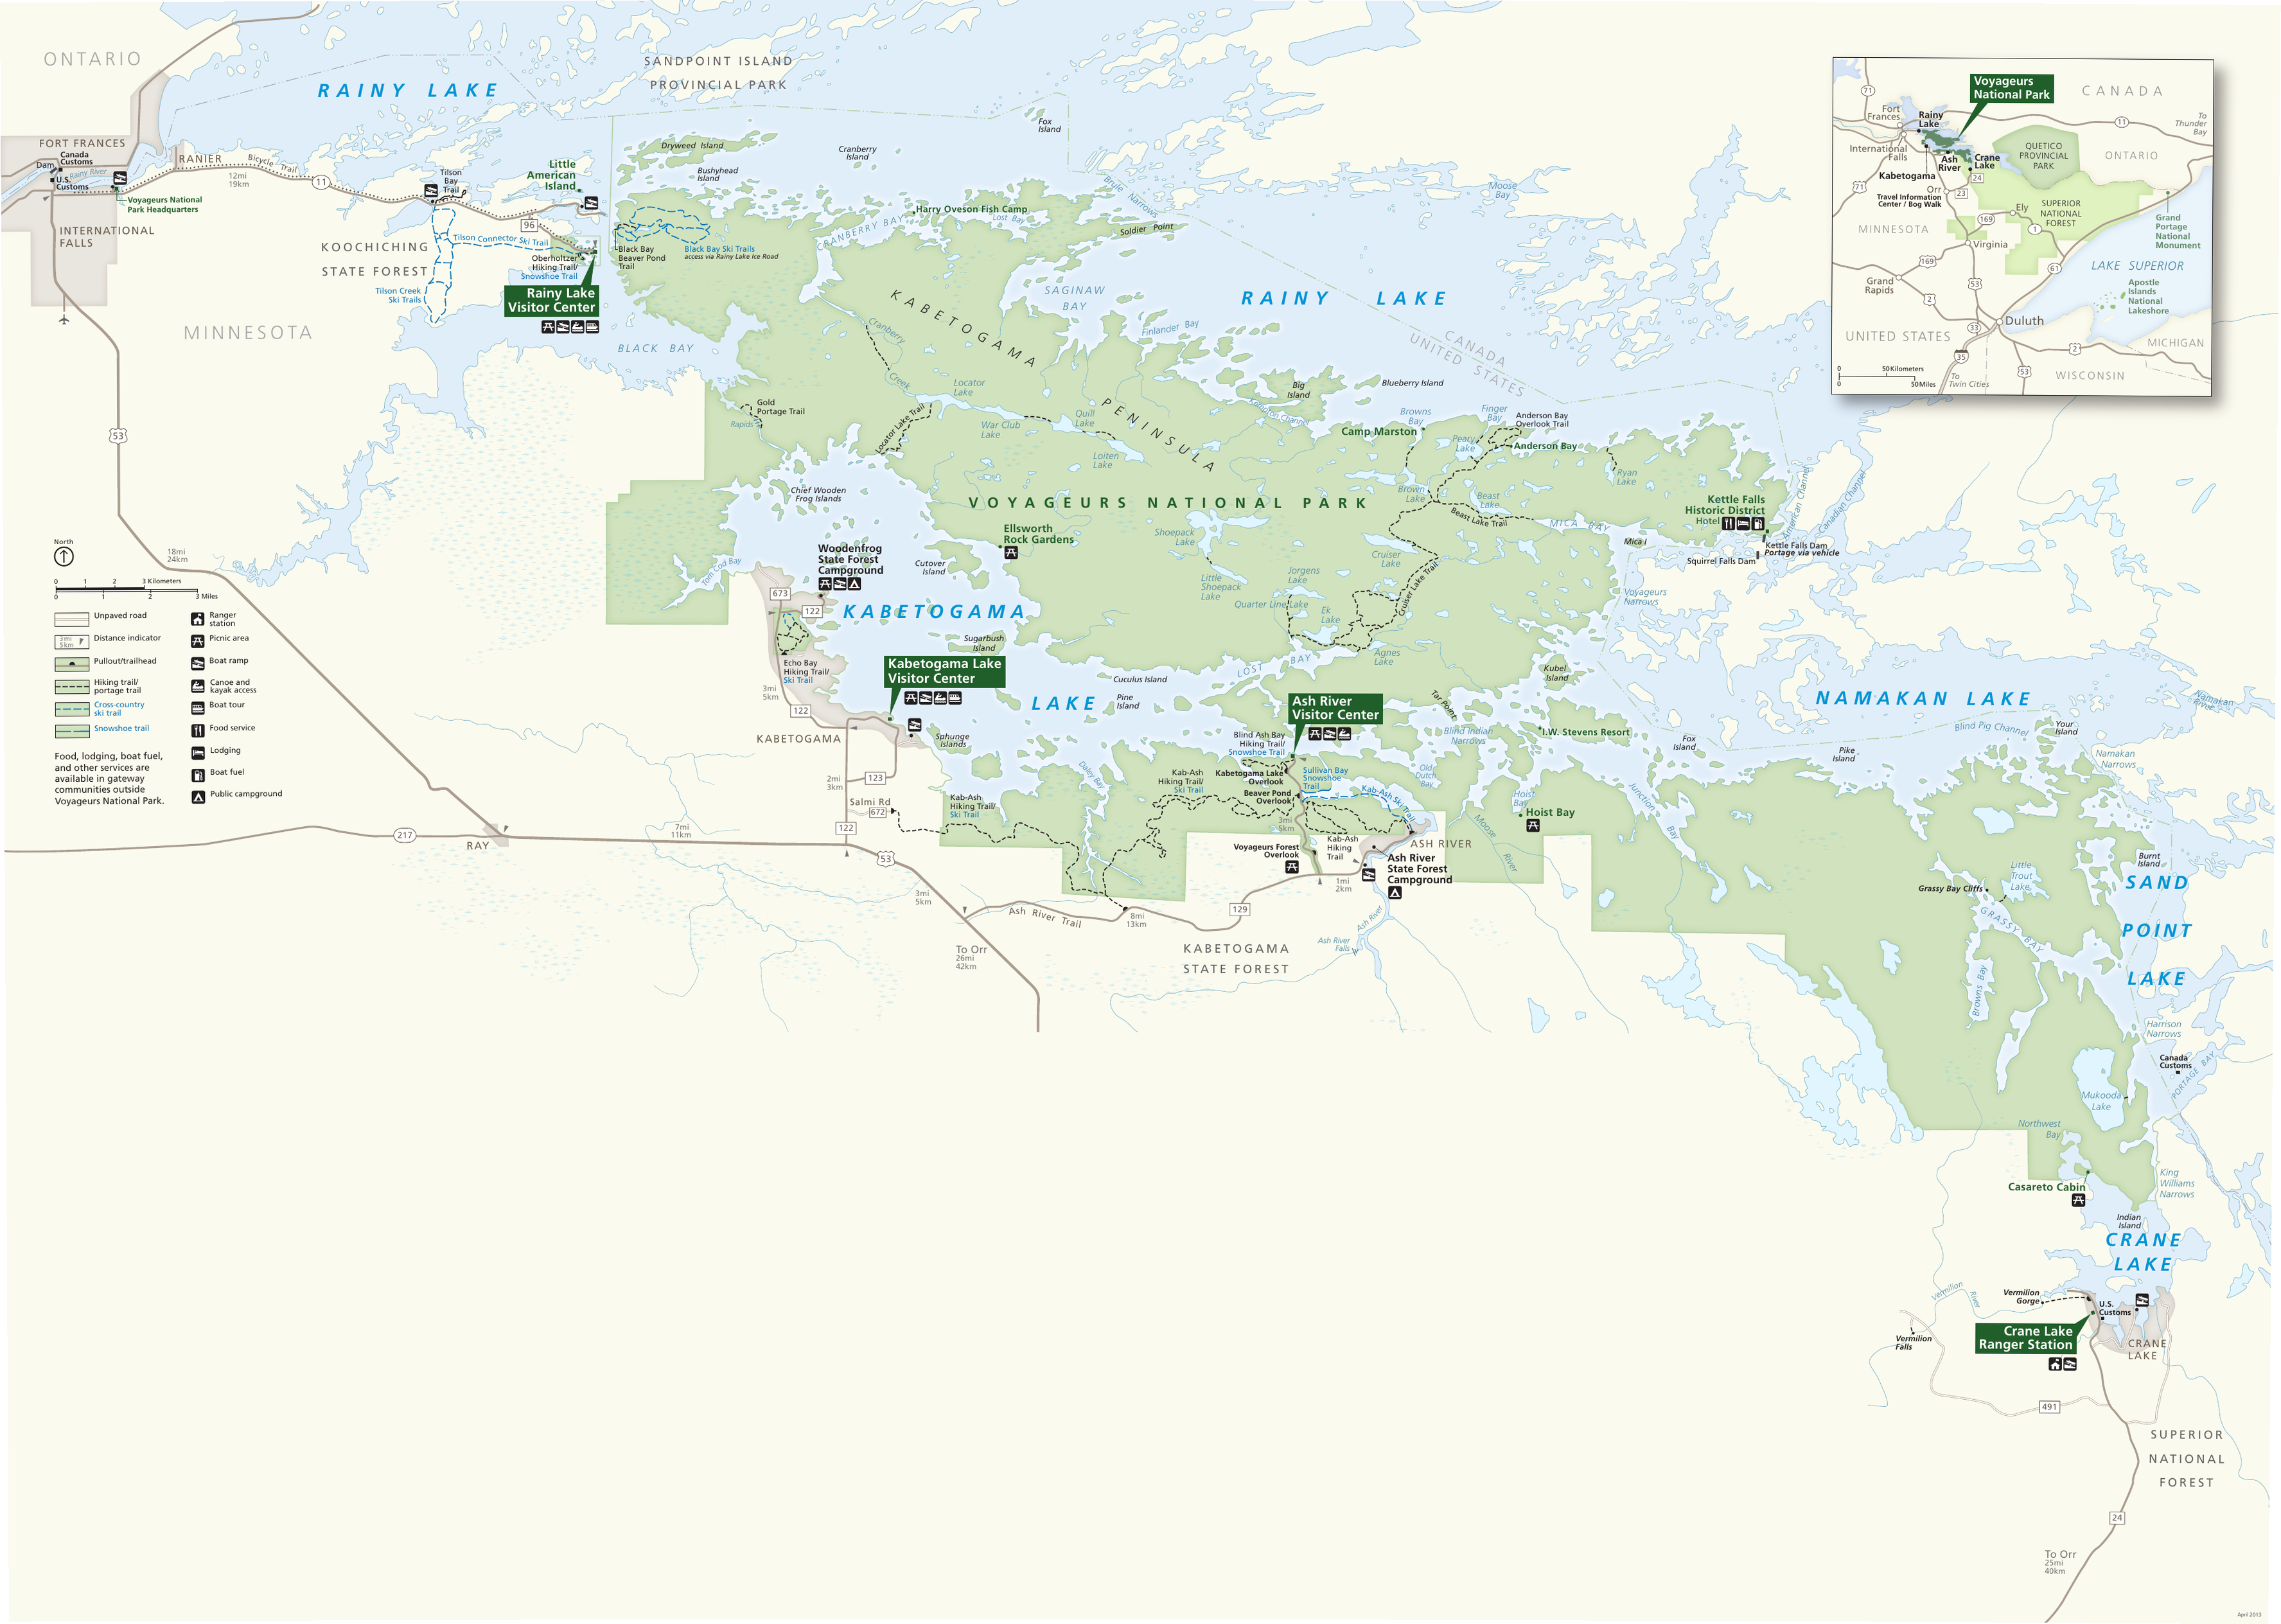 ONTARIO
RAINY LAKE
SANDPOINT ISLAND
PROVINCIAL PARK
FORT FRANCES
Canada
Customs
Dam
U.S.
Customs
Rainy River
RANIER
Bicycle Trail
12mi
19km
11
Voyageurs National
Park Headquarters
INTERNATIONAL
FALLS
Tilson
Bay
Trail
Little
American
Island
96
KOOCHICHING
STATE FOREST
Tilson Connector Ski Trail
Tilson Creek
Ski Trails
Oberholtzer
Hiking Trail/
Snowshoe Trail
Rainy Lake
Visitor Center
MINNESOTA
Dryweed Island
Bushyhead
Island
Cranberry
Island
Fox
Island
Black Bay
Beaver Pond
Trail
Black Bay Ski Trails
access via Rainy Lake Ice Road
Harry Oveson Fish Camp
CRANBERRY BAY
Lost Bay
Brule Narrows
Soldier Point
Moose
Bay
SAGINAW
BAY
RAINY LAKE
Finlander Bay
CANADA
UNITED STATES
KABETOGAMA
PENINSULA
BLACK BAY
Cranberry
Creek
Locator
Lake
Gold
Portage Trail
Rapids
Locator Lake Trail
War Club
Lake
Quill
Lake
Loiten
Lake
Big
Island
Blueberry Island
Kempton Channel
Browns
Bay
Camp Marston
Finger
Bay
Anderson Bay
Overlook Trail
Peary
Lake
Anderson Bay
Ryan
Lake
Brown
Lake
Beast
Lake
Beast Lake Trail
MICA BAY
Mica I
Kettle Falls
Historic District
Hotel
American Channel
Canadian Channel
Kettle Falls Dam
Portage via vehicle
Squirrel Falls Dam
53
18mi
24km
Chief Wooden
Frog Islands
VOYAGEURS NATIONAL PARK
Ellsworth
Rock Gardens
Shoepack
Lake
Little
Shoepack
Lake
Cruiser
Lake
Jorgens
Lake
Quarter Line Lake
Ek
Lake
Cruiser Lake Trail
Agnes
Lake
LOST BAY
Voyageurs
Narrows
Tom Cod Bay
Woodenfrog
State Forest
Campground
Cutover
Island
673
122
KABETOGAMA
LAKE
Sugarbush
Island
Echo Bay
Hiking Trail/
Ski Trail
3mi
5km
122
Kabetogama Lake
Visitor Center
Cuculus Island
Pine
Island
Kubel
Island
Tar Point
NAMAKAN LAKE
Namakan
River
Blind Pig Channel
Your
Island
Namakan
Narrows
KABETOGAMA
Sphunge
Islands
2mi
3km
123
Salmi Rd
672
122
Ash River
Visitor Center
Blind Ash Bay
Hiking Trail/
Snowshoe Trail
Kabetogama Lake
Overlook
Beaver Pond
Overlook
Sullivan Bay
Snowshoe
Trail
Kab-Ash Ski Trail
Blind Indian
Narrows
I.W. Stevens Resort
Old
Dutch
Bay
Fox
Island
Pike
Island
Hoist
Bay
Hoist Bay
Junction
Bay
Moose
River
Daley Bay
Kab-Ash
Hiking Trail/
Ski Trail
Kab-Ash
Hiking Trail/
Ski Trail
3mi
5km
Voyageurs Forest
Overlook
Kab-Ash
Hiking
Trail
ASH RIVER
Ash River
State Forest
Campground
1mi
2km
129
Ash River
Ash River
Falls
Ash River Trail
8mi
13km
KABETOGAMA
STATE FOREST
North
0 1 2 3 Kilometers
0 1 2 3 Miles
Unpaved road
3mi
5km
Distance indicator
Pullout/trailhead
Hiking trail/
portage trail
Cross-country
ski trail
Snowshoe trail
Ranger
station
Picnic area
Boat ramp
Canoe and
kayak access
Boat tour
Food service
Lodging
Boat fuel
Public campground
Food, lodging, boat fuel,
and other services are
available in gateway
communities outside
Voyageurs National Park.
217
RAY
7mi
11km
53
3mi
5km
To Orr
26mi
42km
Burnt
Island
Little
Trout
Lake
Grassy Bay Cliffs
GRASSY BAY
SAND
POINT
LAKE
Browns Bay
Harrison
Narrows
Canada
Customs
PORTAGE BAY
Mukooda
Lake
Northwest
Bay
King
Williams
Narrows
Casareto Cabin
Indian
Island
CRANE
LAKE
Vermilion
River
Vermilion
Gorge
U.S.
Customs
Vermilion
Falls
Crane Lake
Ranger Station
CRANE
LAKE
491
SUPERIOR
NATIONAL
FOREST
24
To Orr
25mi
40km
April 2013
Voyageurs
National Park
CANADA
71
Fort
Frances
Rainy
Lake
11
To
Thunder
Bay
International
Falls
Ash
River
Crane
Lake
QUETICO
PROVINCIAL
PARK
ONTARIO
Kabetogama
24
71
Orr
23
Travel Information
Center / Bog Walk
Ely
SUPERIOR
NATIONAL
FOREST
169
1
Grand
Portage
National
Monument
MINNESOTA
Virginia
169
61
LAKE SUPERIOR
Grand
Rapids
53
2
Apostle
Islands
National
Lakeshore
Duluth
33
UNITED STATES
35
2
MICHIGAN
53
WISCONSIN
0 50 Kilometers
0 50 Miles
To
Twin Cities